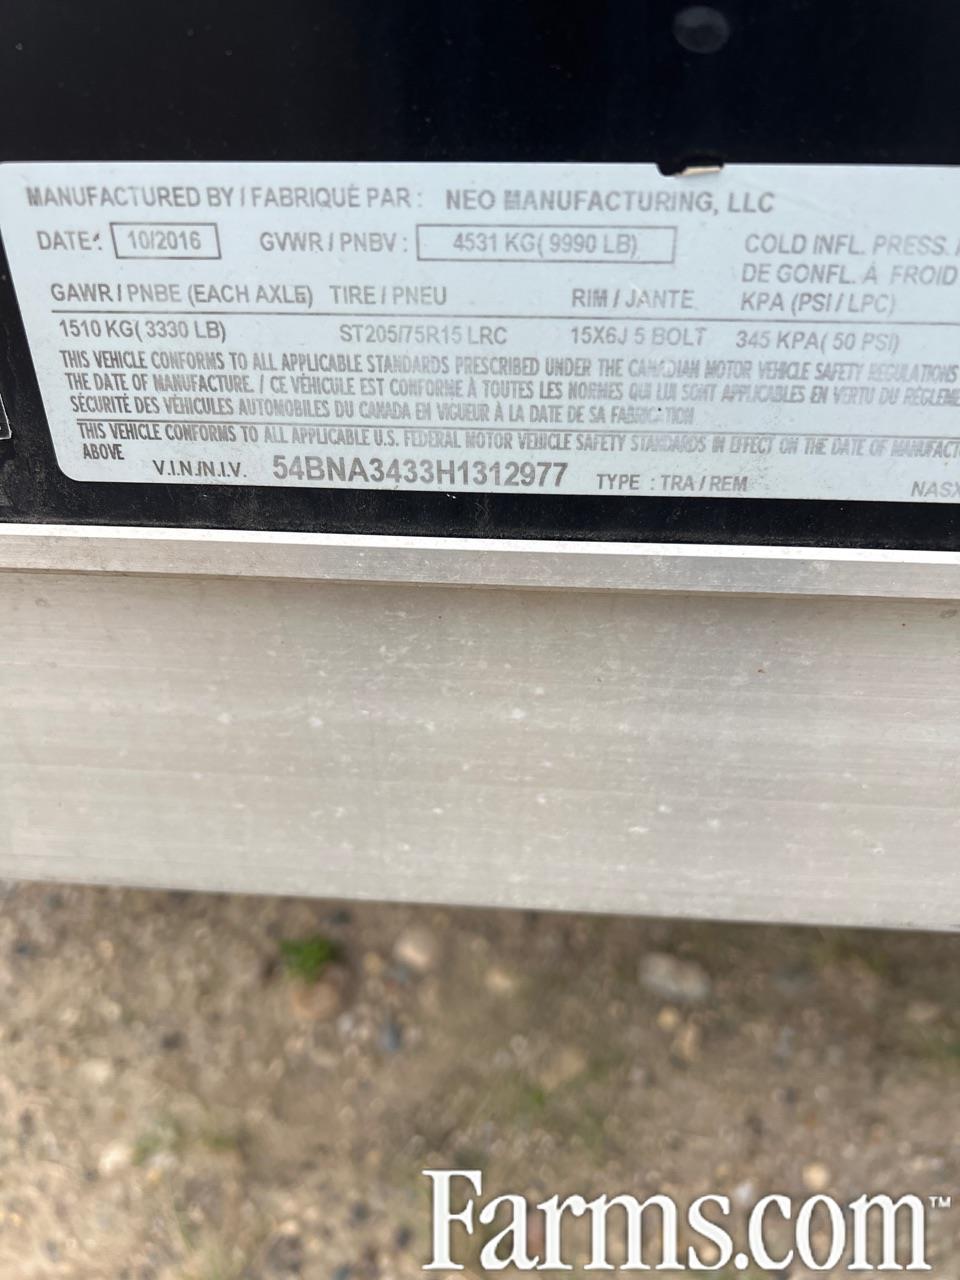 MANUFACTURED BY / FABRIQUÉ PAR : NEO MANUFACTURING, LLC
DATE: 10/2016 GVWR / PNBV : 4531 KG( 9990 LB) COLD INFL. PRESS.
DE GONFL. À FROID
GAWR / PNBE (EACH AXLE) TIRE / PNEU RIM / JANTE KPA (PSI / LPC)
1510 KG( 3330 LB) ST205/75R15 LRC 15X6J 5 BOLT 345 KPA( 50 PSI)
THIS VEHICLE CONFORMS TO ALL APPLICABLE STANDARDS PRESCRIBED UNDER THE CANADIAN MOTOR VEHICLE SAFETY REGULATIONS
THE DATE OF MANUFACTURE. / CE VÉHICULE EST CONFORME À TOUTES LES NORMES QUI LUI SONT APPLICABLES EN VERTU DU RÈGLEME
SÉCURITÉ DES VÉHICULES AUTOMOBILES DU CANADA EN VIGUEUR À LA DATE DE SA FABRICATION
THIS VEHICLE CONFORMS TO ALL APPLICABLE U.S. FEDERAL MOTOR VEHICLE SAFETY STANDARDS IN EFFECT ON THE DATE OF MANUFACT
ABOVE
V.I.N./N.I.V. 54BNA3433H1312977 TYPE : TRA / REM NASX
Farms.com™